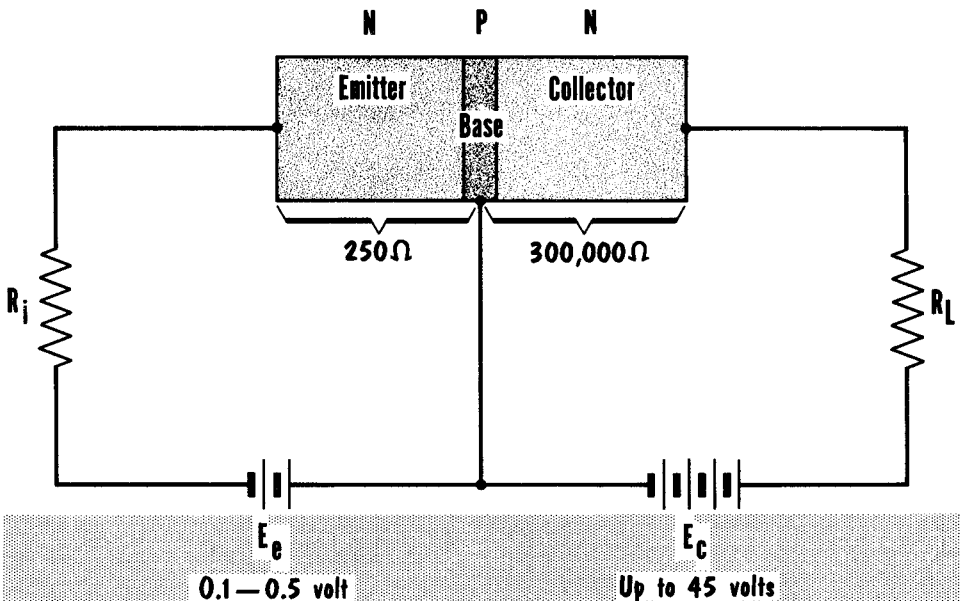 N P N
Emitter Collector
Base
250Ω 300,000Ω
Ri RL
Ee Ec
0.1—0.5 volt Up to 45 volts